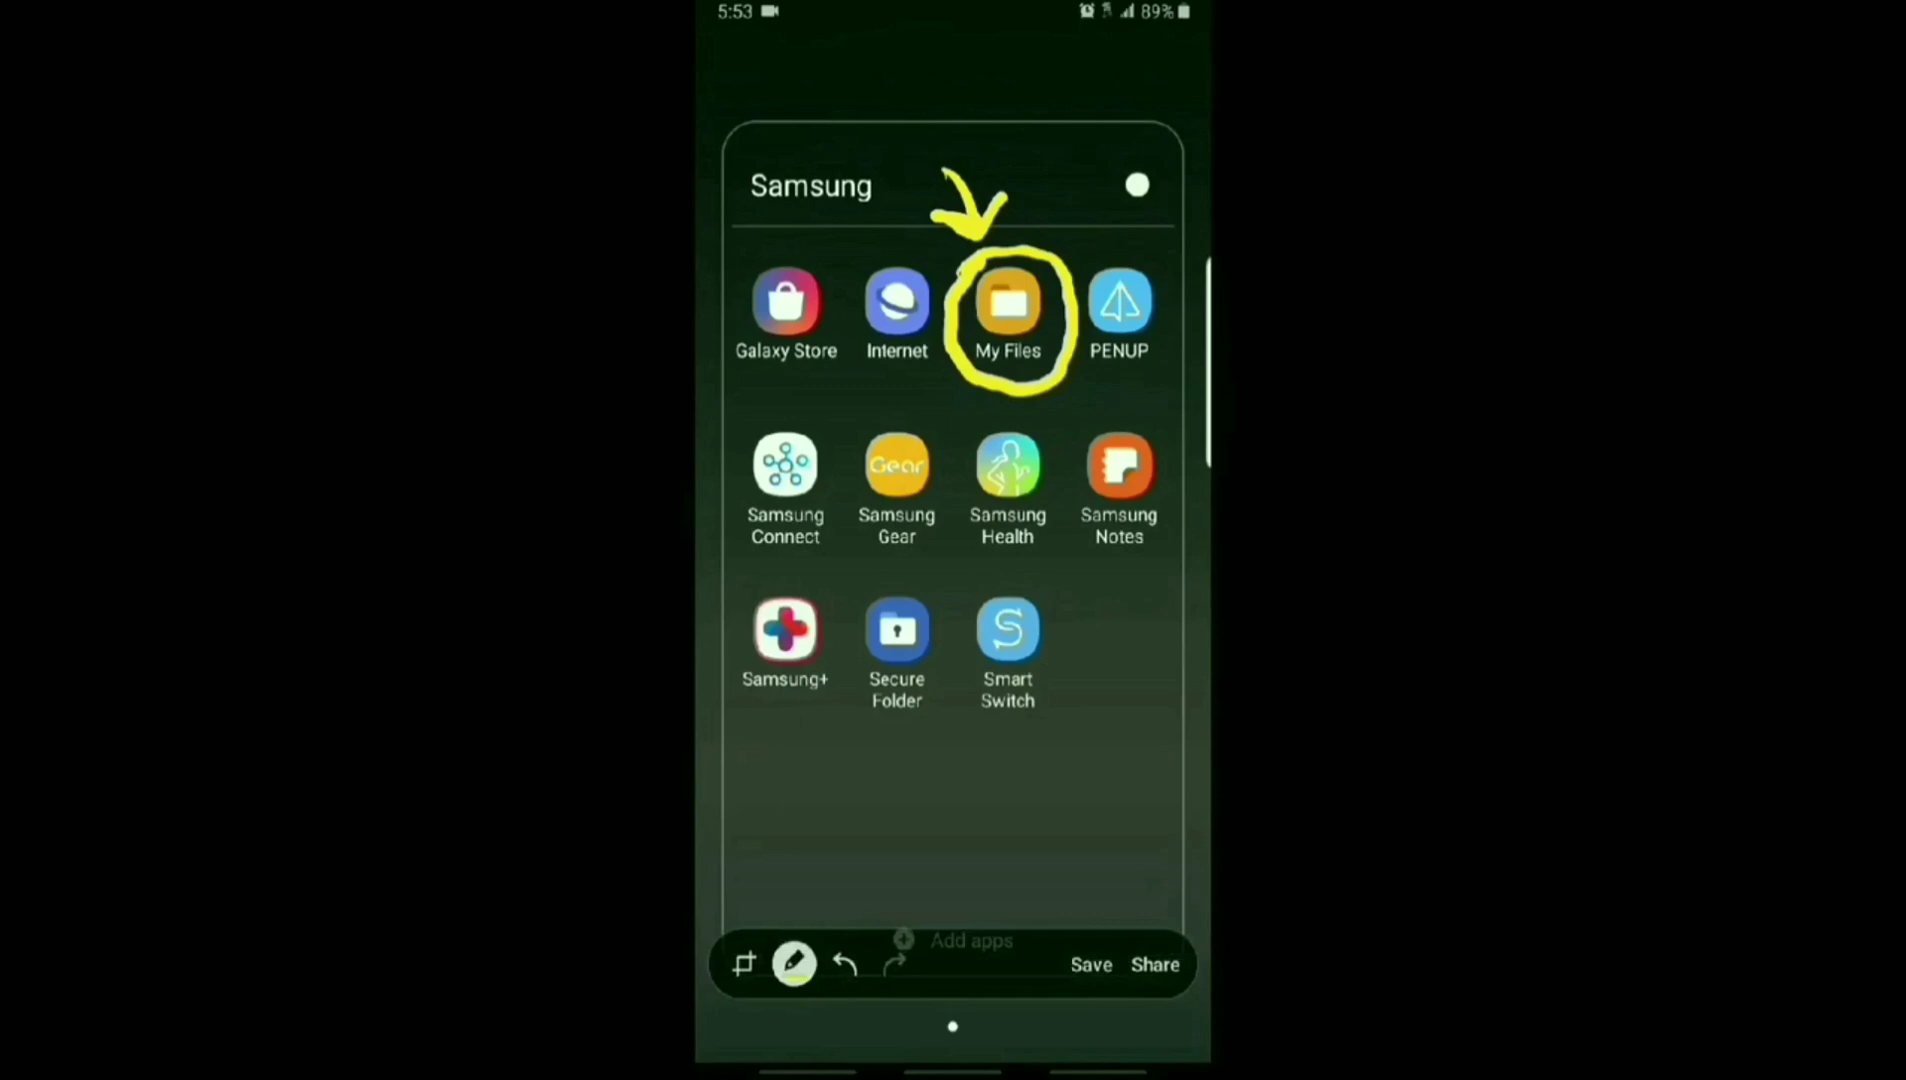 5:53
89%
Samsung
Galaxy Store
Internet
My Files
PENUP
Samsung
Connect
Gear
Samsung
Gear
Samsung
Health
Samsung
Notes
Samsung+
Secure
Folder
Smart
Switch
Add apps
Save
Share